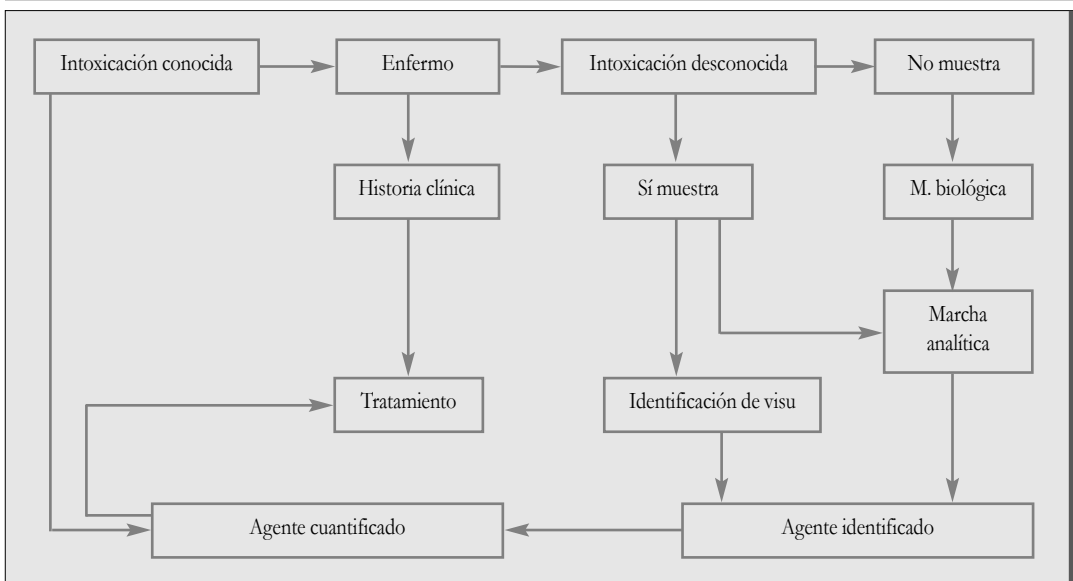 Intoxicación conocida
Enfermo
Intoxicación desconocida
No muestra
Historia clínica
Sí muestra
M. biológica
Marcha
analítica
Tratamiento
Identificación de visu
Agente cuantificado
Agente identificado